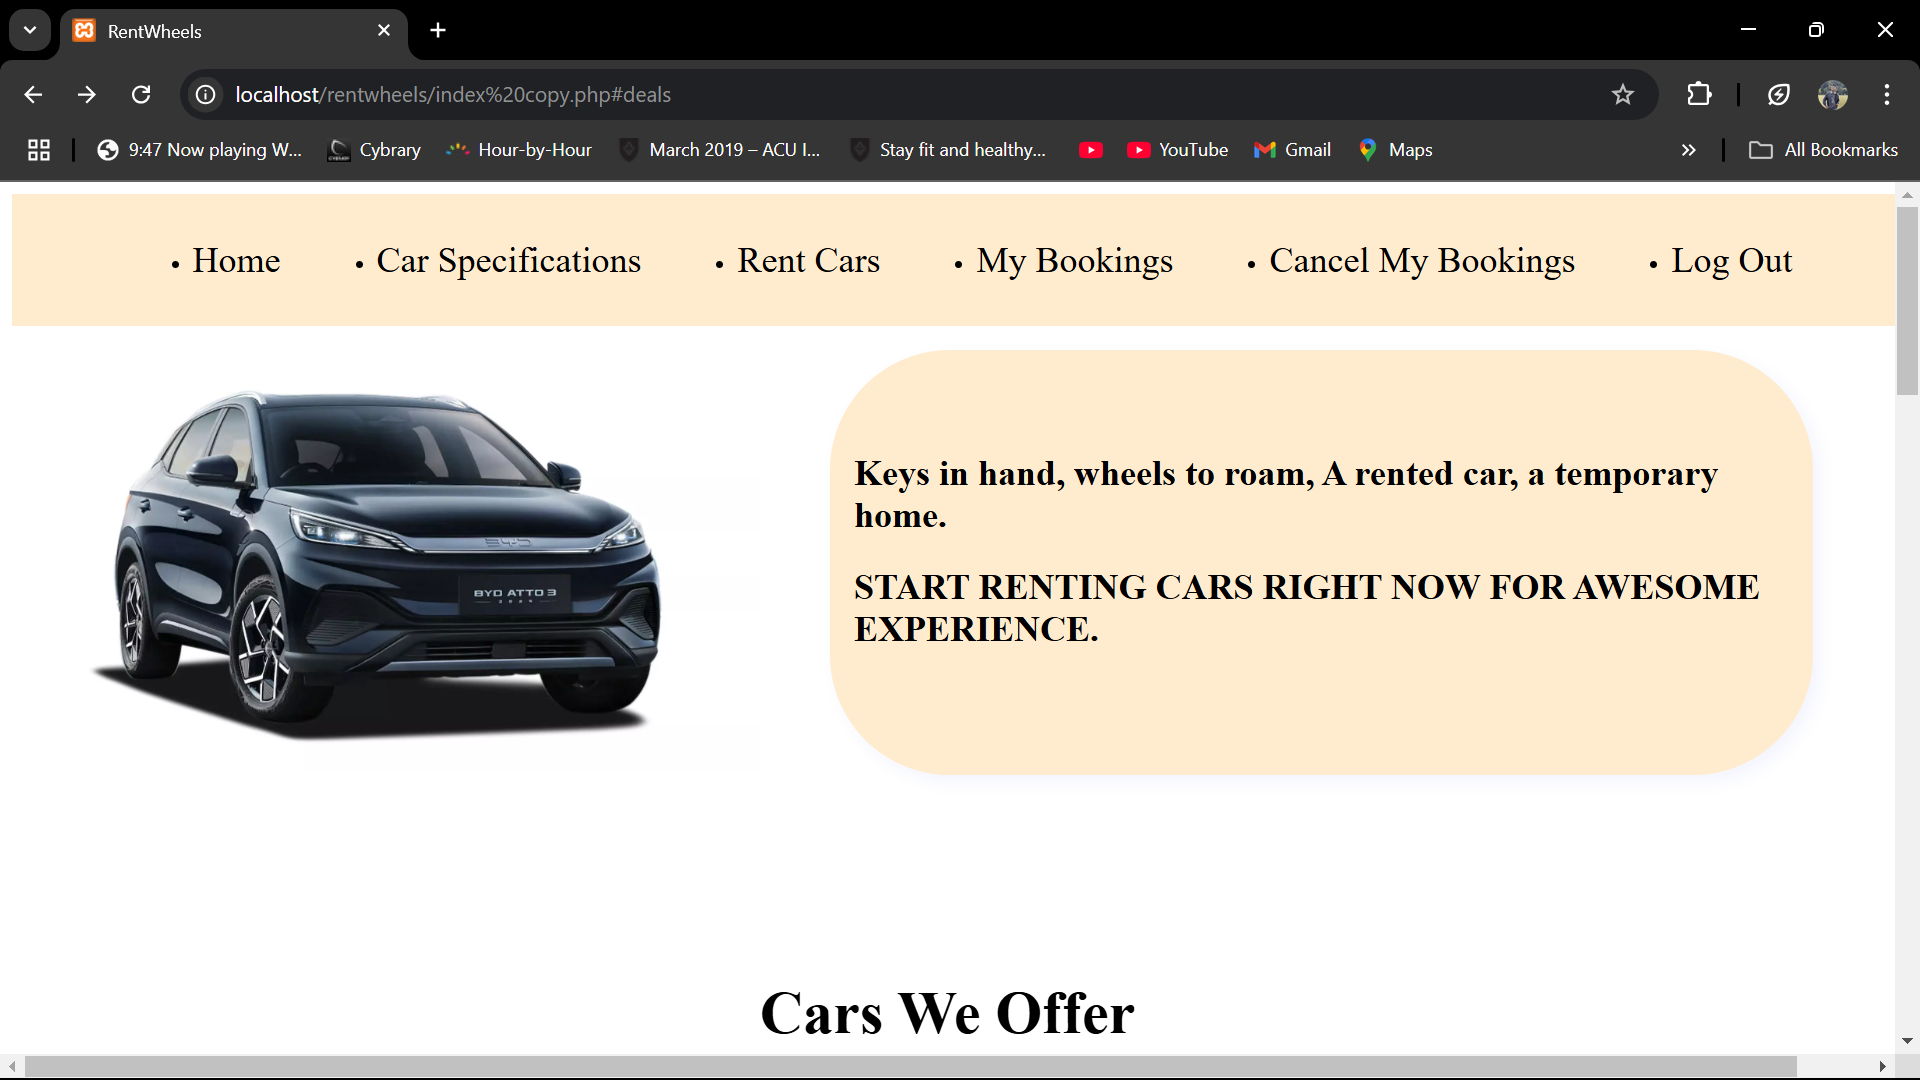 RentWheels
localhost/rentwheels/index%20copy.php#deals
9:47 Now playing W... Cybrary Hour-by-Hour March 2019 – ACU I... Stay fit and healthy... YouTube Gmail Maps » All Bookmarks
• Home • Car Specifications • Rent Cars • My Bookings • Cancel My Bookings • Log Out
BYD
BYD ATTO 3
Keys in hand, wheels to roam, A rented car, a temporary
home.
START RENTING CARS RIGHT NOW FOR AWESOME
EXPERIENCE.
Cars We Offer